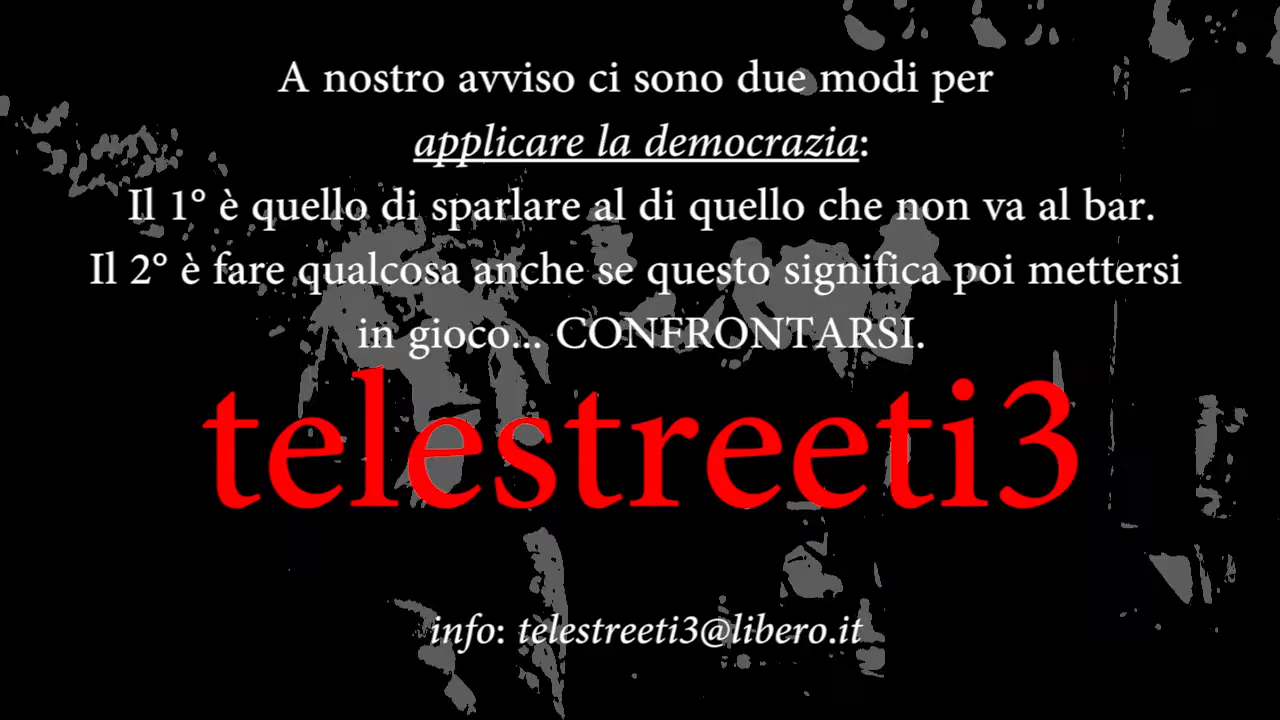 A nostro avviso ci sono due modi per
applicare la democrazia:
Il 1° è quello di sparlare al di quello che non va al bar.
Il 2° è fare qualcosa anche se questo significa poi mettersi
in gioco... CONFRONTARSI.
telestreeti3
info: telestreeti3@libero.it